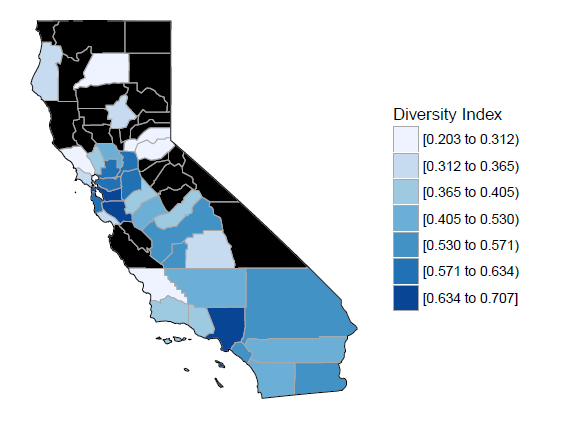 Diversity Index
[0.203 to 0.312)
[0.312 to 0.365)
[0.365 to 0.405)
[0.405 to 0.530)
[0.530 to 0.571)
[0.571 to 0.634)
[0.634 to 0.707]